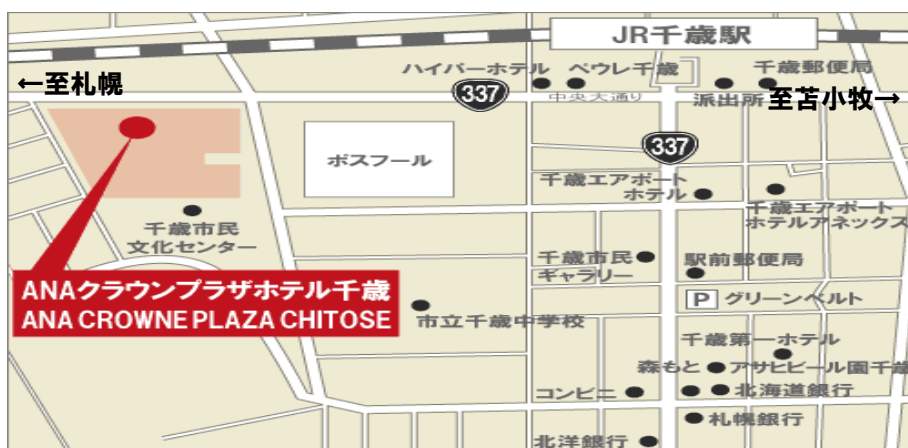 JR千歳駅
ハイパーホテル
ペウレ千歳
千歳郵便局
←至札幌
337
中央大通り
派出所
至苫小牧→
337
ボスフール
千歳エアポート
ホテル
千歳エアポート
ホテルアネックス
千歳市民
文化センター
千歳市民
ギャラリー
駅前郵便局
ANAクラウンプラザホテル千歳
ANA CROWNE PLAZA CHITOSE
P グリーンベルト
市立千歳中学校
千歳第一ホテル
森もと
アサヒビール園千歳
コンビニ
北海道銀行
札幌銀行
北洋銀行